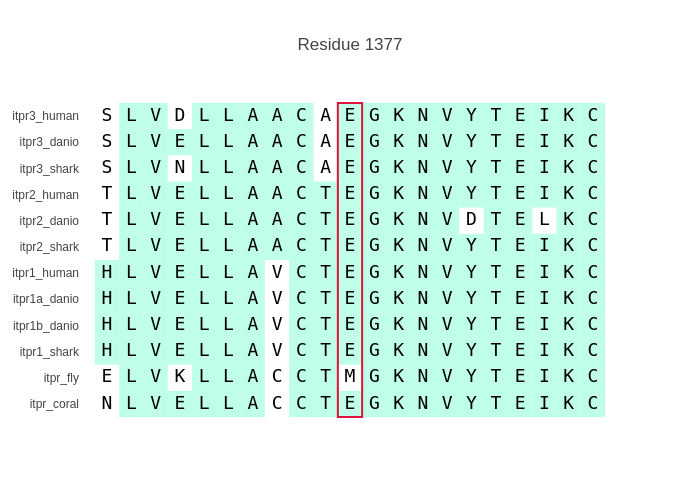 Residue 1377
itpr3_human S L V D L L A A C A E G K N V Y T E I K C
itpr3_danio S L V E L L A A C A E G K N V Y T E I K C
itpr3_shark S L V N L L A A C A E G K N V Y T E I K C
itpr2_human T L V E L L A A C T E G K N V Y T E I K C
itpr2_danio T L V E L L A A C T E G K N V D T E L K C
itpr2_shark T L V E L L A A C T E G K N V Y T E I K C
itpr1_human H L V E L L A V C T E G K N V Y T E I K C
itpr1a_danio H L V E L L A V C T E G K N V Y T E I K C
itpr1b_danio H L V E L L A V C T E G K N V Y T E I K C
itpr1_shark H L V E L L A V C T E G K N V Y T E I K C
itpr_fly E L V K L L A C C T M G K N V Y T E I K C
itpr_coral N L V E L L A C C T E G K N V Y T E I K C